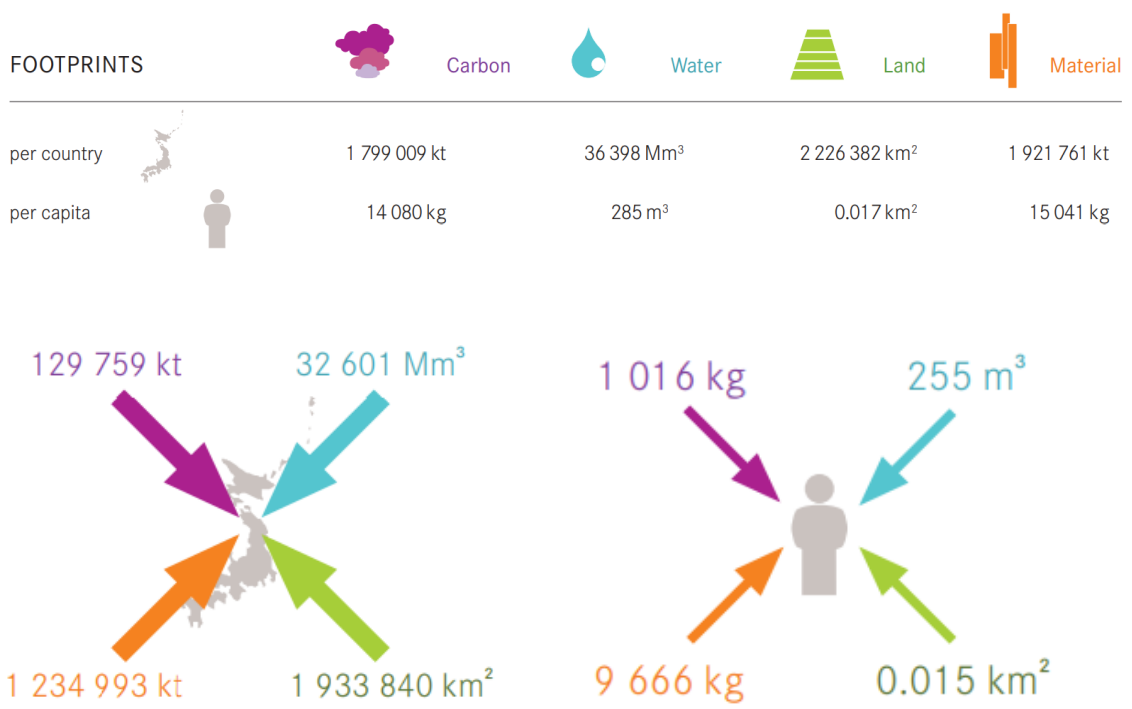 FOOTPRINTS Carbon Water Land Material
per country 1 799 009 kt 36 398 Mm³ 2 226 382 km² 1 921 761 kt
per capita 14 080 kg 285 m³ 0.017 km² 15 041 kg
129 759 kt 32 601 Mm³
1 016 kg 255 m³
1 234 993 kt 1 933 840 km²
9 666 kg 0.015 km²